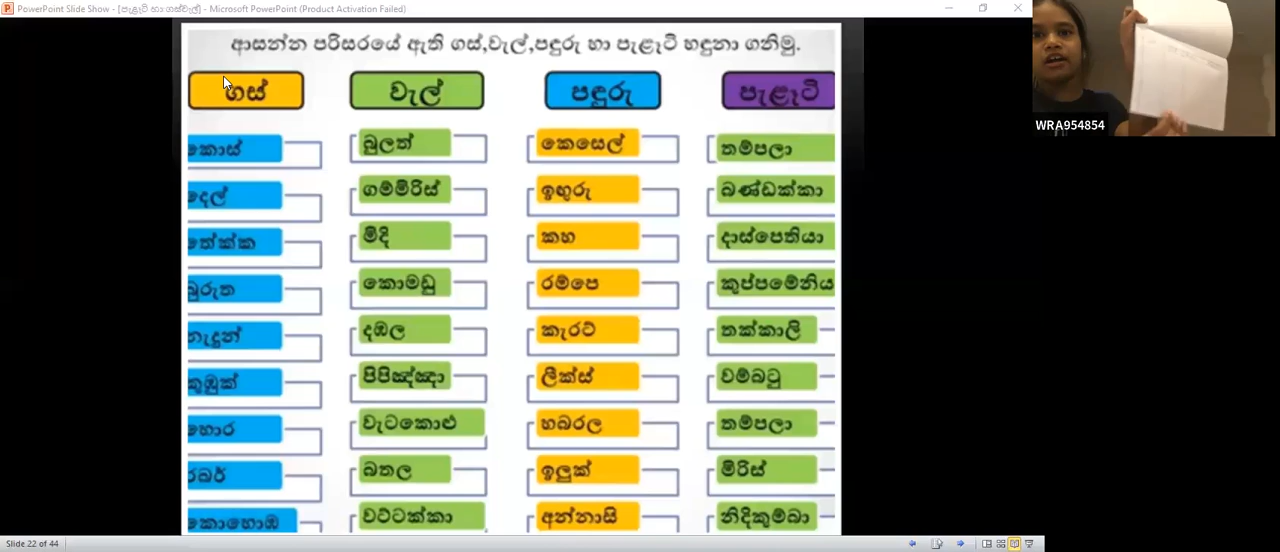 PowerPoint Slide Show - [පැළෑටි හා ගස්වැල්] - Microsoft PowerPoint (Product Activation Failed)
ආසන්න පරිසරයේ ඇති ගස්,වැල්,පඳුරු හා පැළෑටි හඳුනා ගනිමු.
ගස් වැල් පඳුරු පැළෑටි
කොස් බුලත් කෙසෙල් තම්පලා
දෙල් ගම්මිරිස් ඉඟුරු බණ්ඩක්කා
තේක්ක මිදි කහ දාස්පෙතියා
බුරුත කොමඩු රම්පෙ කුප්පමේනිය
නැදුන් දඹල කැරට් තක්කාලි
කුඹුක් පිපිඤ්ඤා ලීක්ස් වම්බටු
හොර වැටකොළු හබරල තම්පලා
රබර් බතල ඉලුක් මිරිස්
කොහොඹ වට්ටක්කා අන්නාසි නිදිකුම්බා
WRA954854
Slide 22 of 44